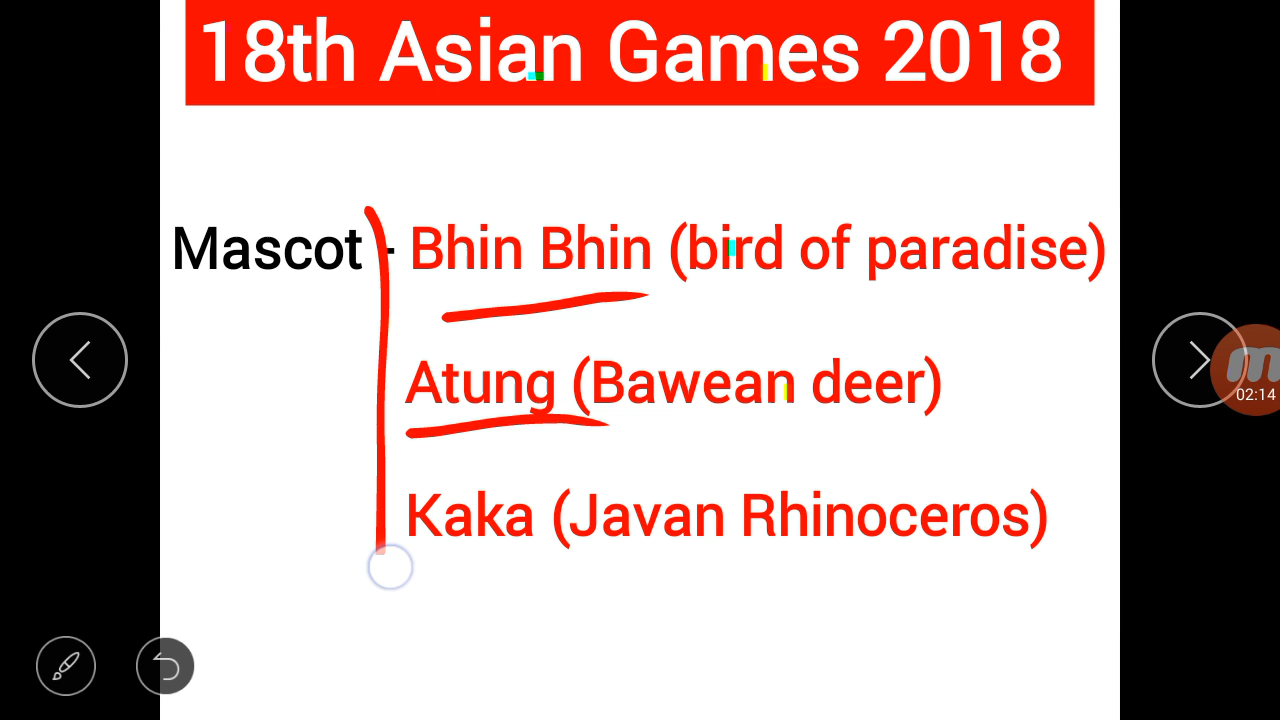 18th Asian Games 2018
Mascot - Bhin Bhin (bird of paradise)
Atung (Bawean deer)
Kaka (Javan Rhinoceros)
02:14